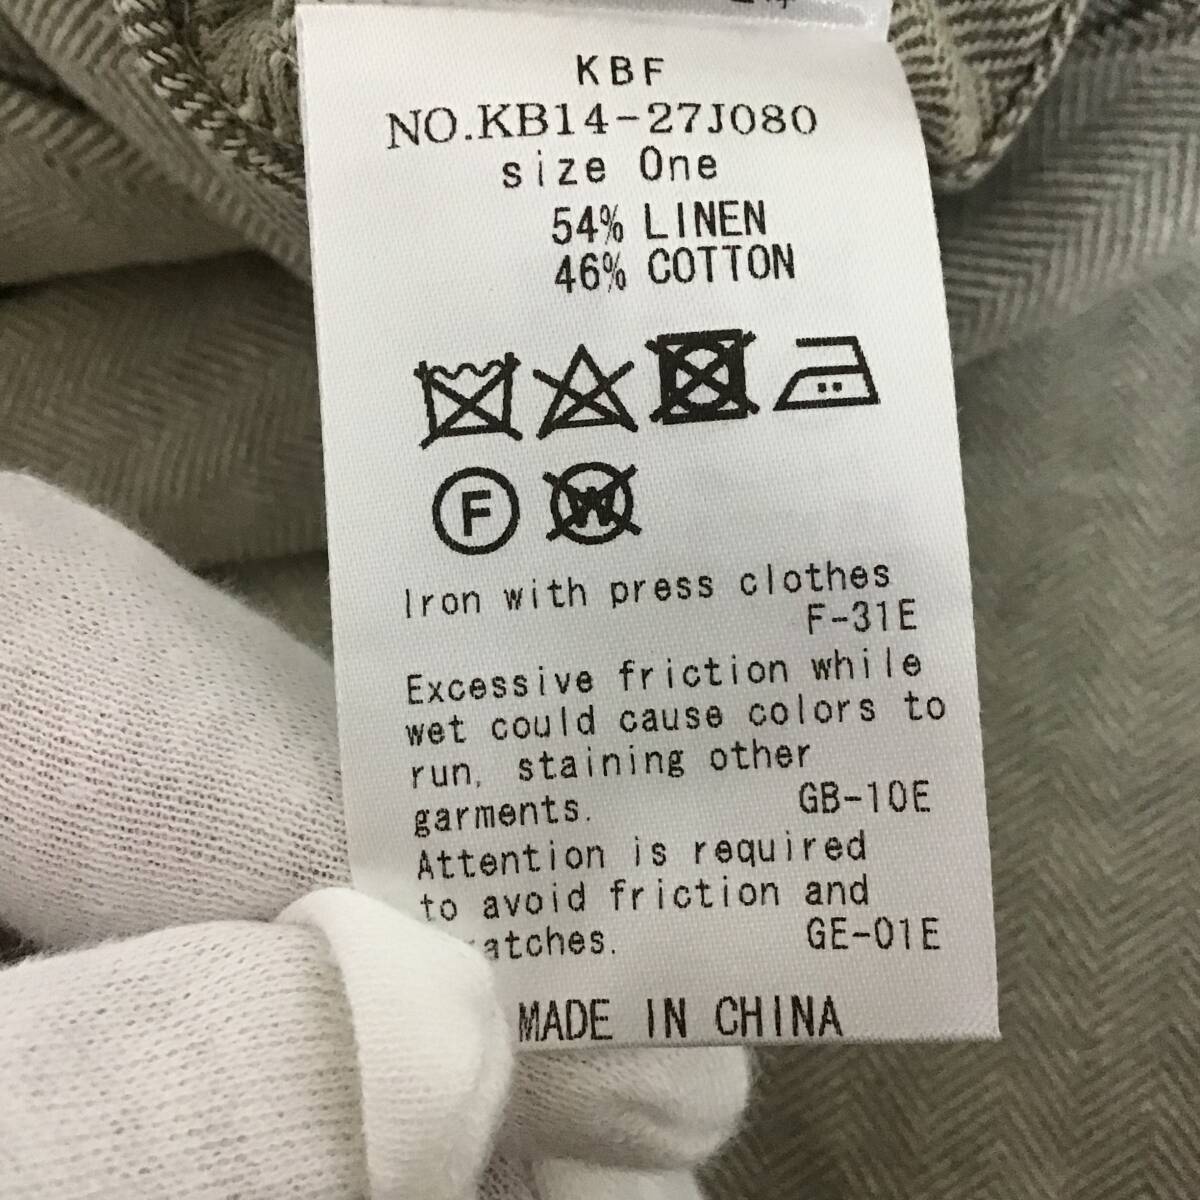 KBF
NO.KB14-27J080
size One
54% LINEN
46% COTTON
F W
Iron with press clothes
F-31E
Excessive friction while
wet could cause colors to
run, staining other
garments. GB-10E
Attention is required
to avoid friction and
atches. GE-01E
MADE IN CHINA